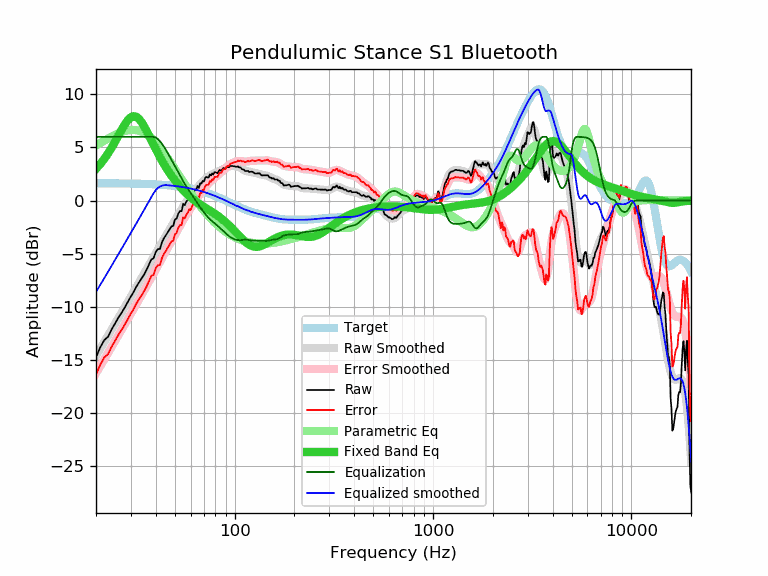 Pendulumic Stance S1 Bluetooth
Amplitude (dBr)
10
5
0
−5
−10
−15
−20
−25
Target
Raw Smoothed
Error Smoothed
Raw
Error
Parametric Eq
Fixed Band Eq
Equalization
Equalized smoothed
100
1000
10000
Frequency (Hz)